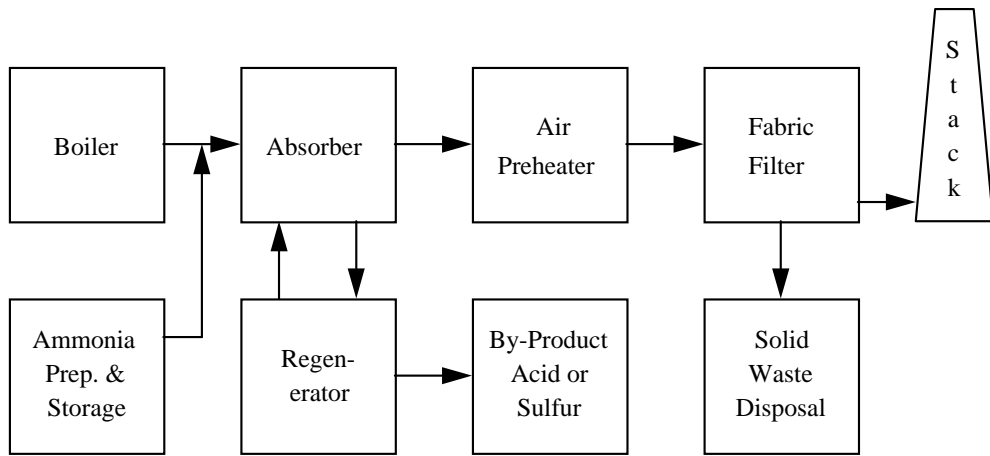 Boiler
Absorber
Air
Preheater
Fabric
Filter
S
t
a
c
k
Ammonia
Prep. &
Storage
Regen-
erator
By-Product
Acid or
Sulfur
Solid
Waste
Disposal